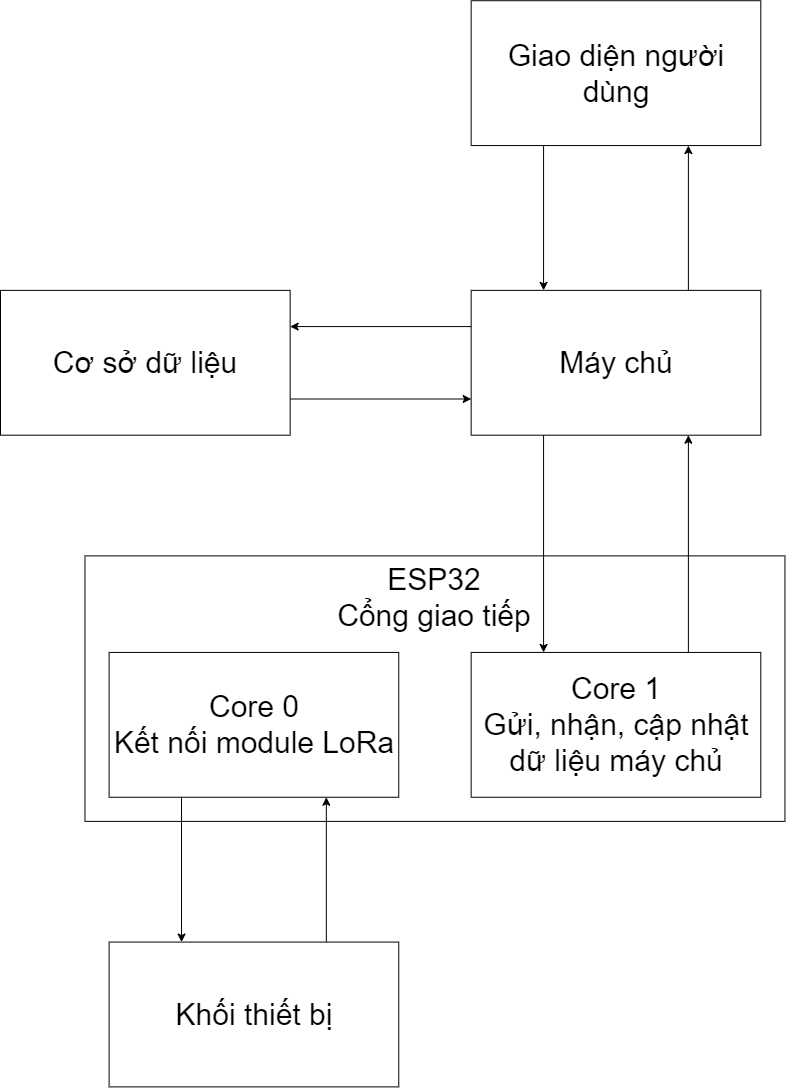 Giao diện người
dùng
Cơ sở dữ liệu
Máy chủ
ESP32
Cổng giao tiếp
Core 0
Kết nối module LoRa
Core 1
Gửi, nhận, cập nhật
dữ liệu máy chủ
Khối thiết bị